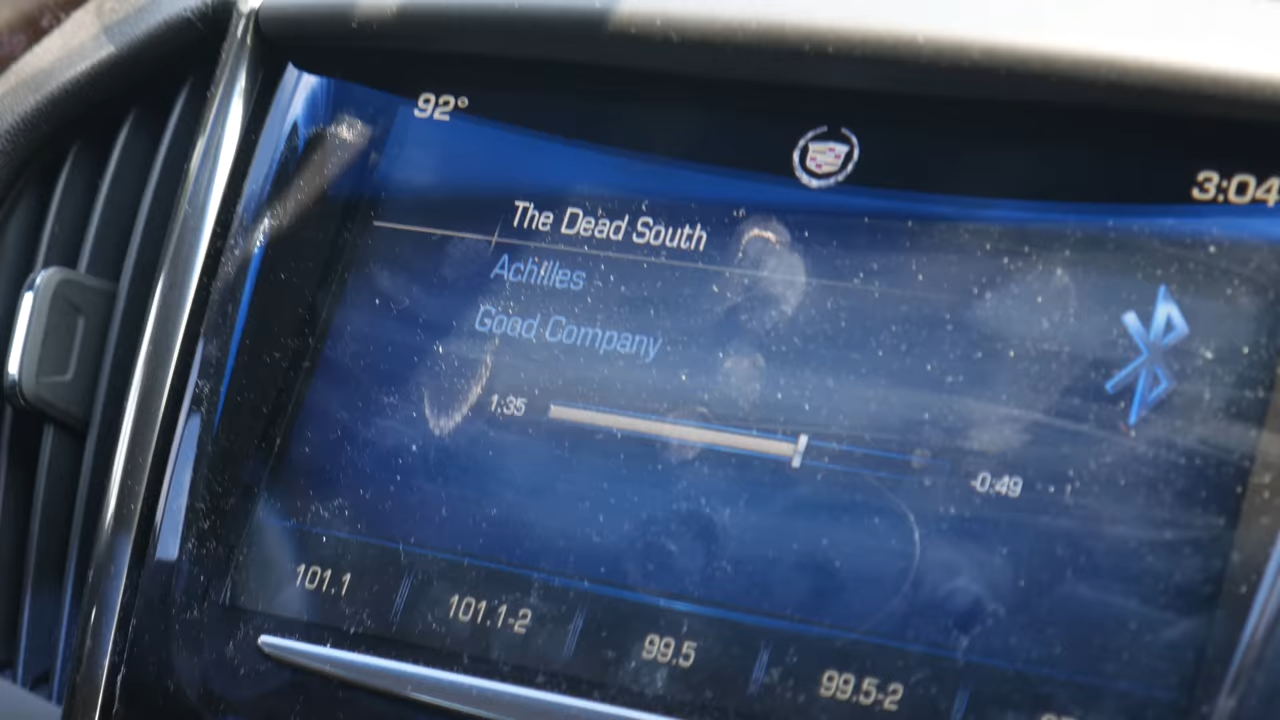 92°
3:04
The Dead South
Achilles
Good Company
1:35
-0:49
101.1
101.1-2
99.5
99.5-2